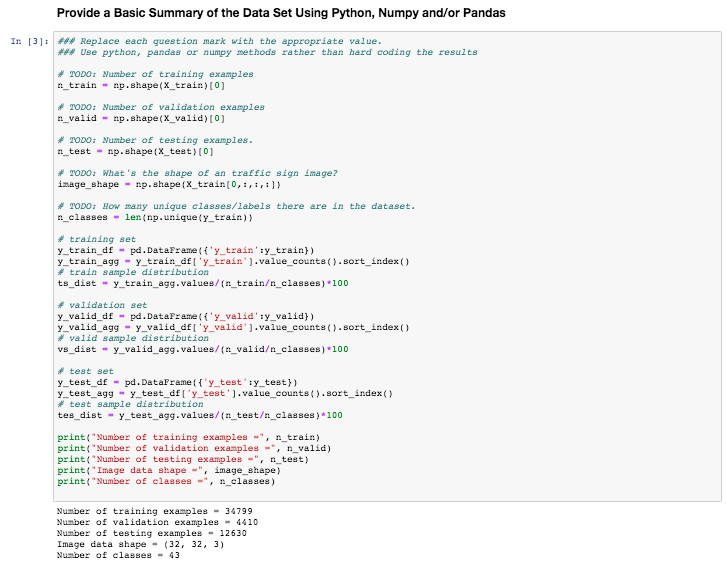 Provide a Basic Summary of the Data Set Using Python, Numpy and/or Pandas
In [3]: ### Replace each question mark with the appropriate value.
### Use python, pandas or numpy methods rather than hard coding the results
# TODO: Number of training examples
n_train = np.shape(X_train)[0]
# TODO: Number of validation examples
n_valid = np.shape(X_valid)[0]
# TODO: Number of testing examples.
n_test = np.shape(X_test)[0]
# TODO: What's the shape of an traffic sign image?
image_shape = np.shape(X_train[0,:,:,:])
# TODO: How many unique classes/labels there are in the dataset.
n_classes = len(np.unique(y_train))
# training set
y_train_df = pd.DataFrame({'y_train':y_train})
y_train_agg = y_train_df['y_train'].value_counts().sort_index()
# train sample distribution
ts_dist = y_train_agg.values/(n_train/n_classes)*100
# validation set
y_valid_df = pd.DataFrame({'y_valid':y_valid})
y_valid_agg = y_valid_df['y_valid'].value_counts().sort_index()
# valid sample distribution
vs_dist = y_valid_agg.values/(n_valid/n_classes)*100
# test set
y_test_df = pd.DataFrame({'y_test':y_test})
y_test_agg = y_test_df['y_test'].value_counts().sort_index()
# test sample distribution
tes_dist = y_test_agg.values/(n_test/n_classes)*100
print("Number of training examples =", n_train)
print("Number of validation examples =", n_valid)
print("Number of testing examples =", n_test)
print("Image data shape =", image_shape)
print("Number of classes =", n_classes)
Number of training examples = 34799
Number of validation examples = 4410
Number of testing examples = 12630
Image data shape = (32, 32, 3)
Number of classes = 43